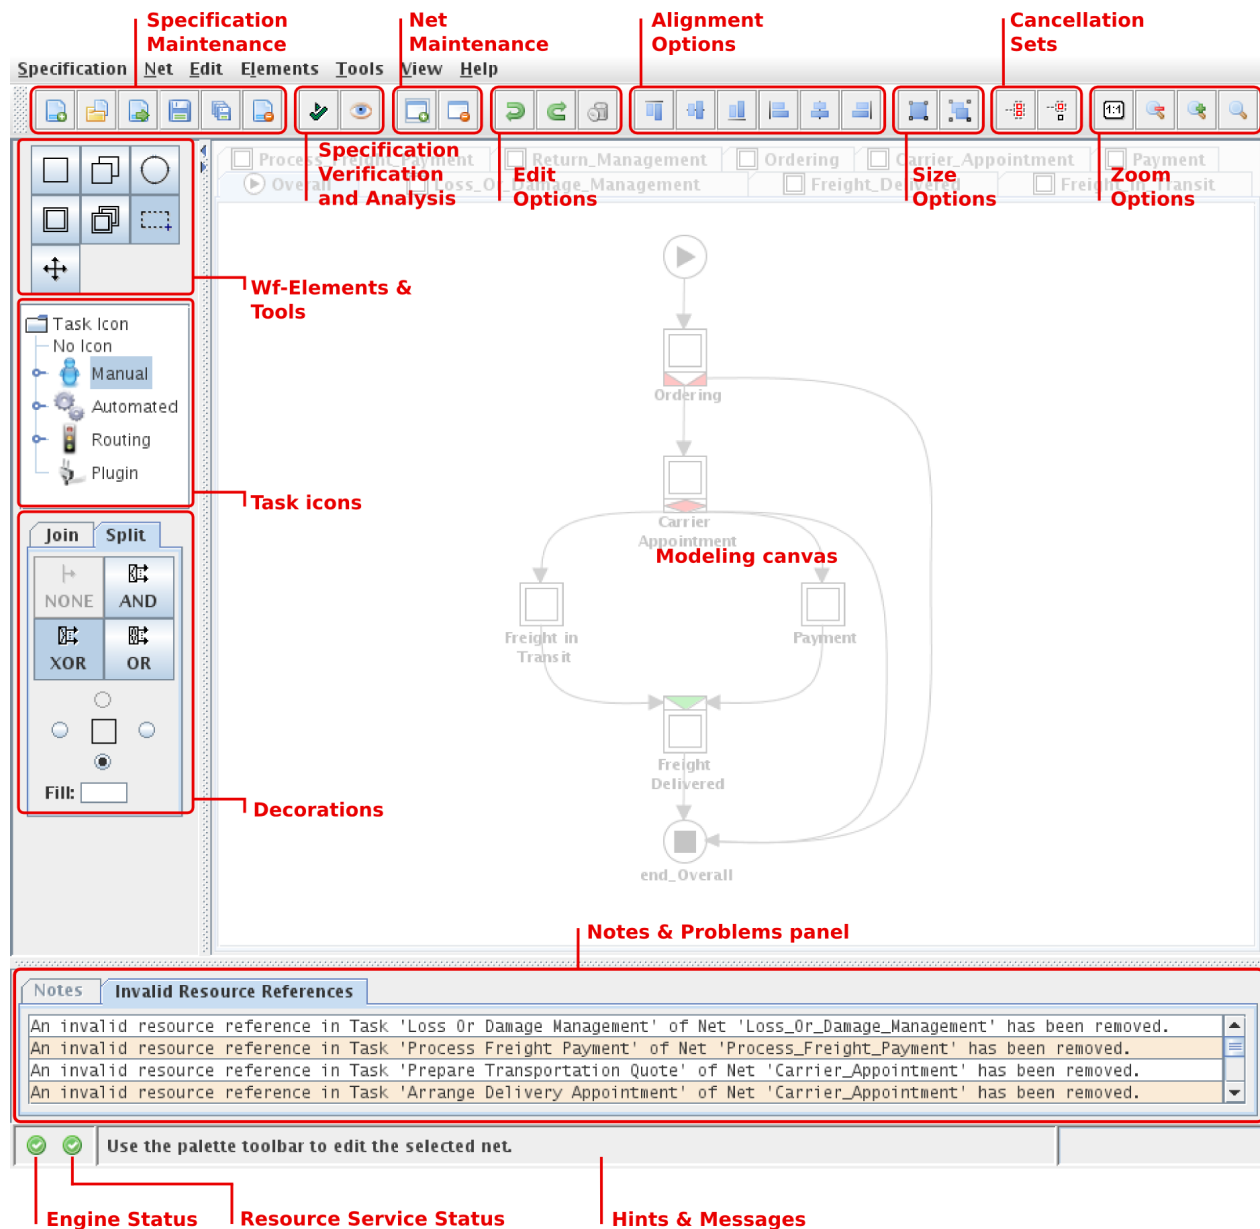 Specification
Maintenance
Net
Maintenance
Alignment
Options
Cancellation
Sets
Specification Net Edit Elements Tools View Help
1:1
Specification
Verification
and Analysis
Edit
Options
Size
Options
Zoom
Options
Process_Freight_Payment Return_Management Ordering Carrier_Appointment Payment
Overall Loss_Or_Damage_Management Freight_Delivered Freight_In_Transit
Wf-Elements &
Tools
Task Icon
No Icon
Manual
Automated
Routing
Plugin
Task icons
Ordering
Carrier
Appointment
Modeling canvas
Freight in
Transit
Payment
Freight
Delivered
end_Overall
Join Split
NONE AND
XOR OR
Fill:
Decorations
Notes & Problems panel
Notes Invalid Resource References
An invalid resource reference in Task 'Loss Or Damage Management' of Net 'Loss_Or_Damage_Management' has been removed.
An invalid resource reference in Task 'Process Freight Payment' of Net 'Process_Freight_Payment' has been removed.
An invalid resource reference in Task 'Prepare Transportation Quote' of Net 'Carrier_Appointment' has been removed.
An invalid resource reference in Task 'Arrange Delivery Appointment' of Net 'Carrier_Appointment' has been removed.
Use the palette toolbar to edit the selected net.
Engine Status Resource Service Status Hints & Messages